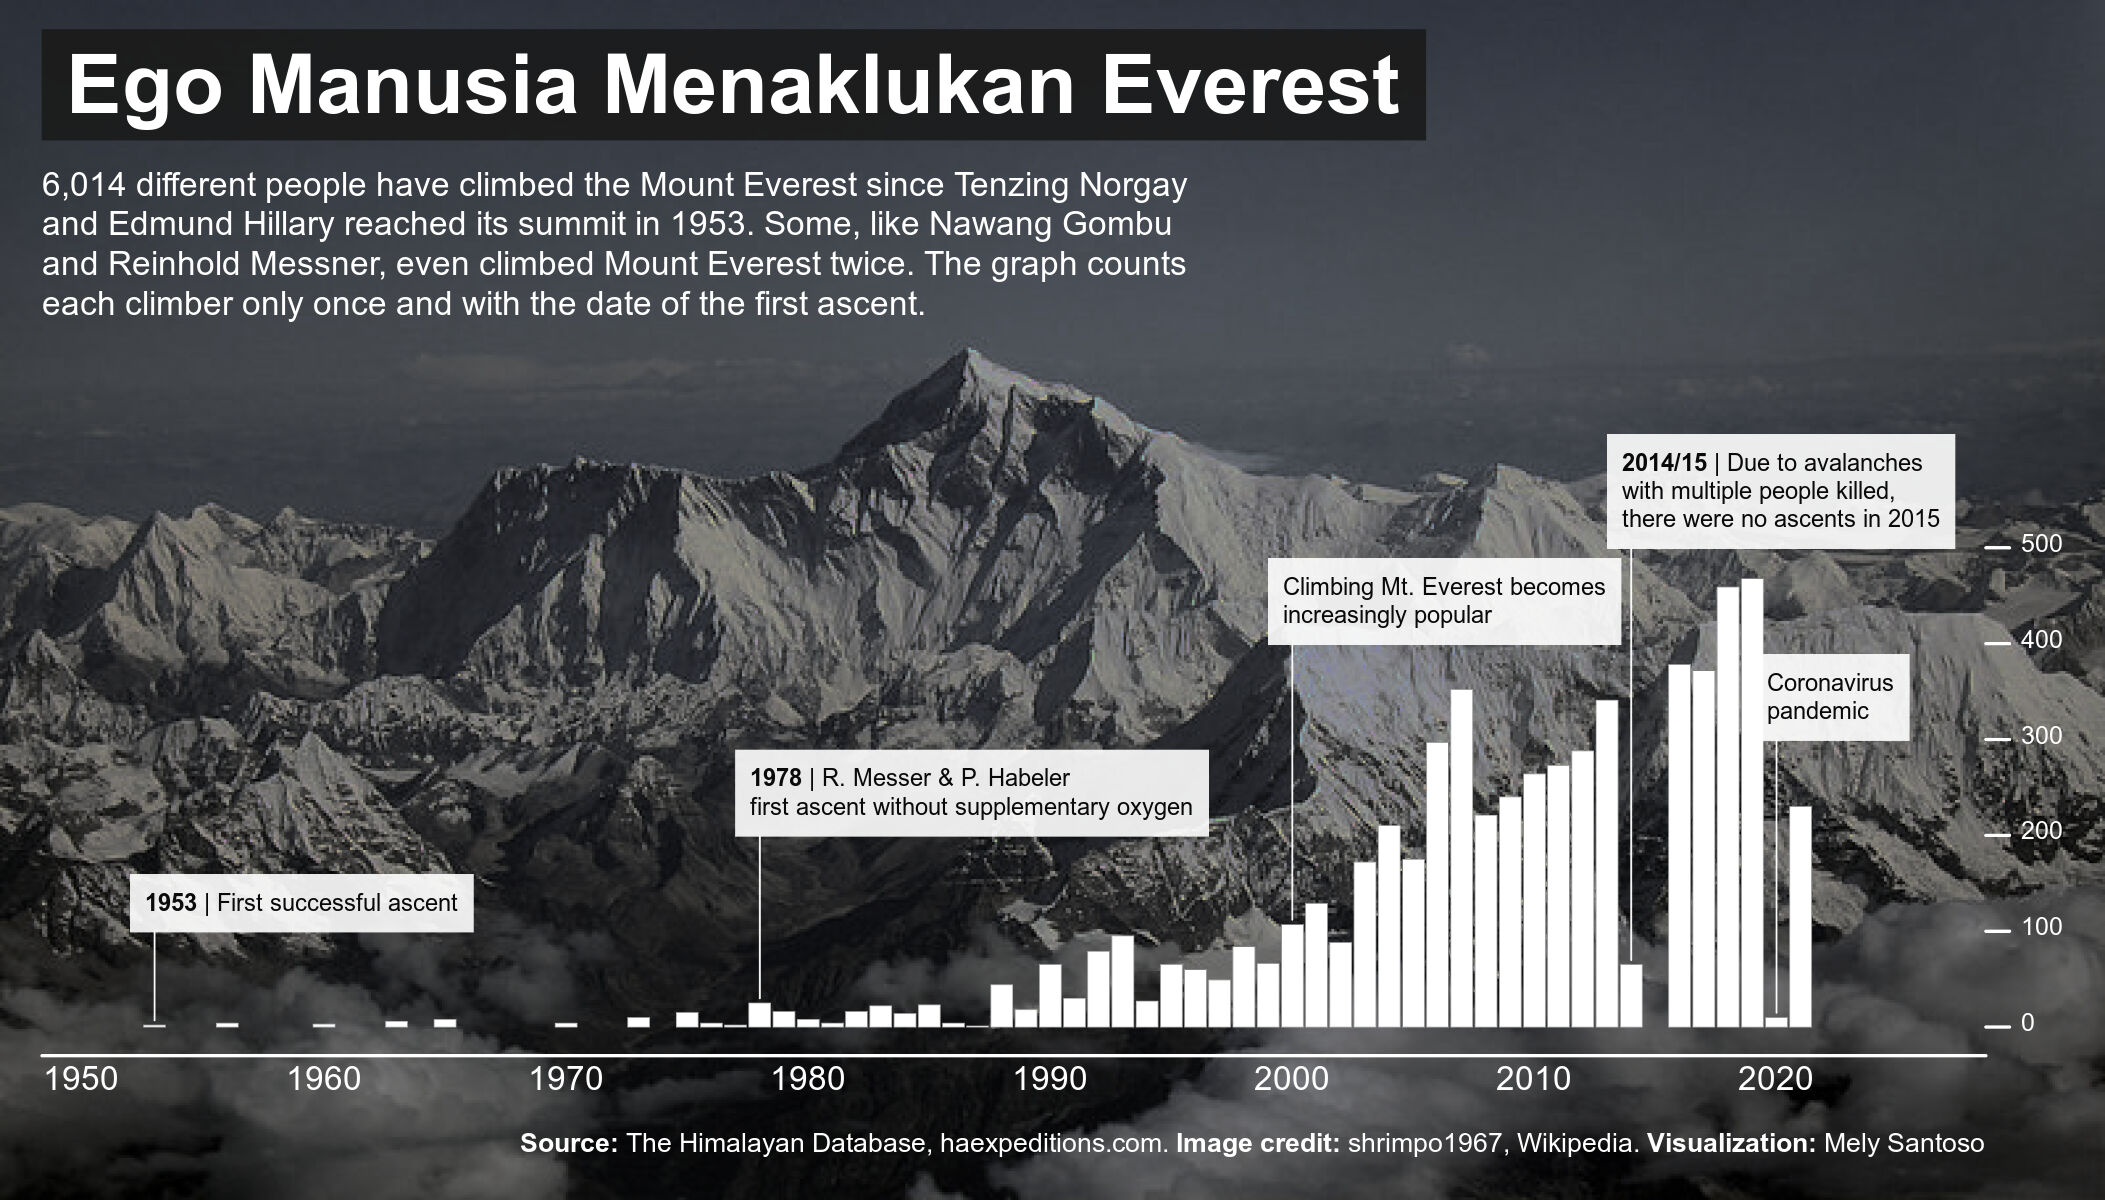 Ego Manusia Menaklukan Everest
6,014 different people have climbed the Mount Everest since Tenzing Norgay
and Edmund Hillary reached its summit in 1953. Some, like Nawang Gombu
and Reinhold Messner, even climbed Mount Everest twice. The graph counts
each climber only once and with the date of the first ascent.
2014/15 | Due to avalanches
with multiple people killed,
there were no ascents in 2015
Climbing Mt. Everest becomes
increasingly popular
Coronavirus
pandemic
1978 | R. Messer & P. Habeler
first ascent without supplementary oxygen
1953 | First successful ascent
500
400
300
200
100
0
1950 1960 1970 1980 1990 2000 2010 2020
Source: The Himalayan Database, haexpeditions.com. Image credit: shrimpo1967, Wikipedia. Visualization: Mely Santoso